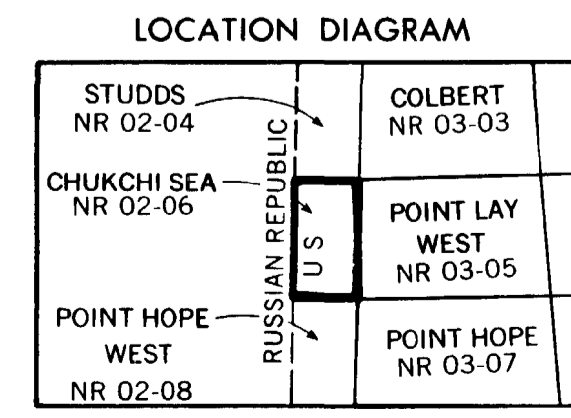 LOCATION DIAGRAM
STUDDS
NR 02-04
COLBERT
NR 03-03
CHUKCHI SEA
NR 02-06
RUSSIAN REPUBLIC
U S
POINT LAY
WEST
NR 03-05
POINT HOPE
WEST
NR 02-08
POINT HOPE
NR 03-07